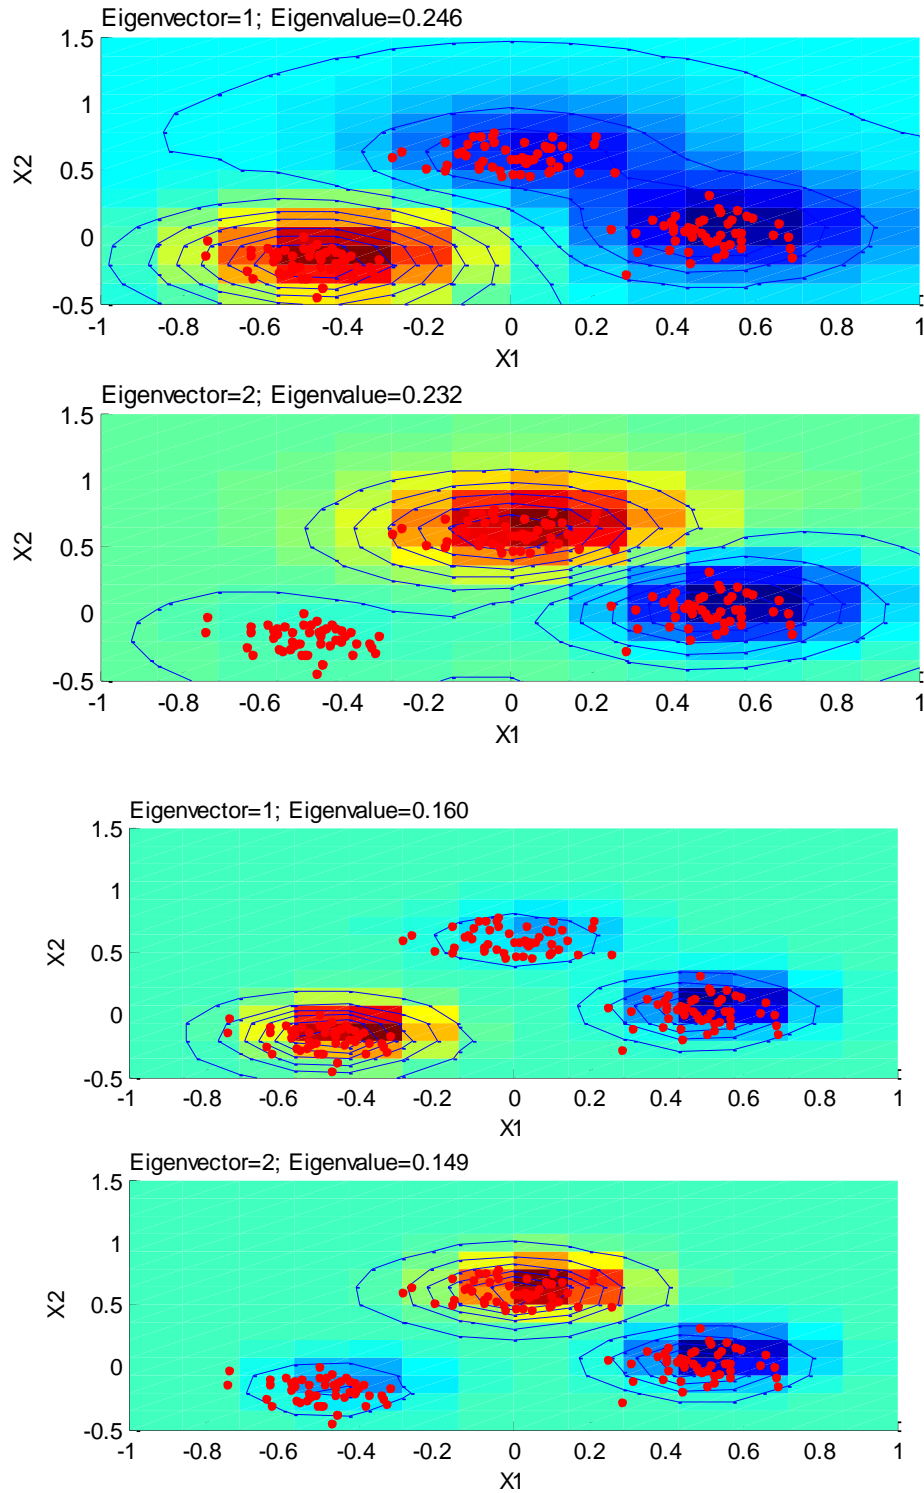 Eigenvector=1; Eigenvalue=0.246
1.5
1
0.5
0
-0.5
X2
-1 -0.8 -0.6 -0.4 -0.2 0 0.2 0.4 0.6 0.8 1
X1
Eigenvector=2; Eigenvalue=0.232
1.5
1
0.5
0
-0.5
X2
-1 -0.8 -0.6 -0.4 -0.2 0 0.2 0.4 0.6 0.8 1
X1
Eigenvector=1; Eigenvalue=0.160
1.5
1
0.5
0
-0.5
X2
-1 -0.8 -0.6 -0.4 -0.2 0 0.2 0.4 0.6 0.8 1
X1
Eigenvector=2; Eigenvalue=0.149
1.5
1
0.5
0
-0.5
X2
-1 -0.8 -0.6 -0.4 -0.2 0 0.2 0.4 0.6 0.8 1
X1